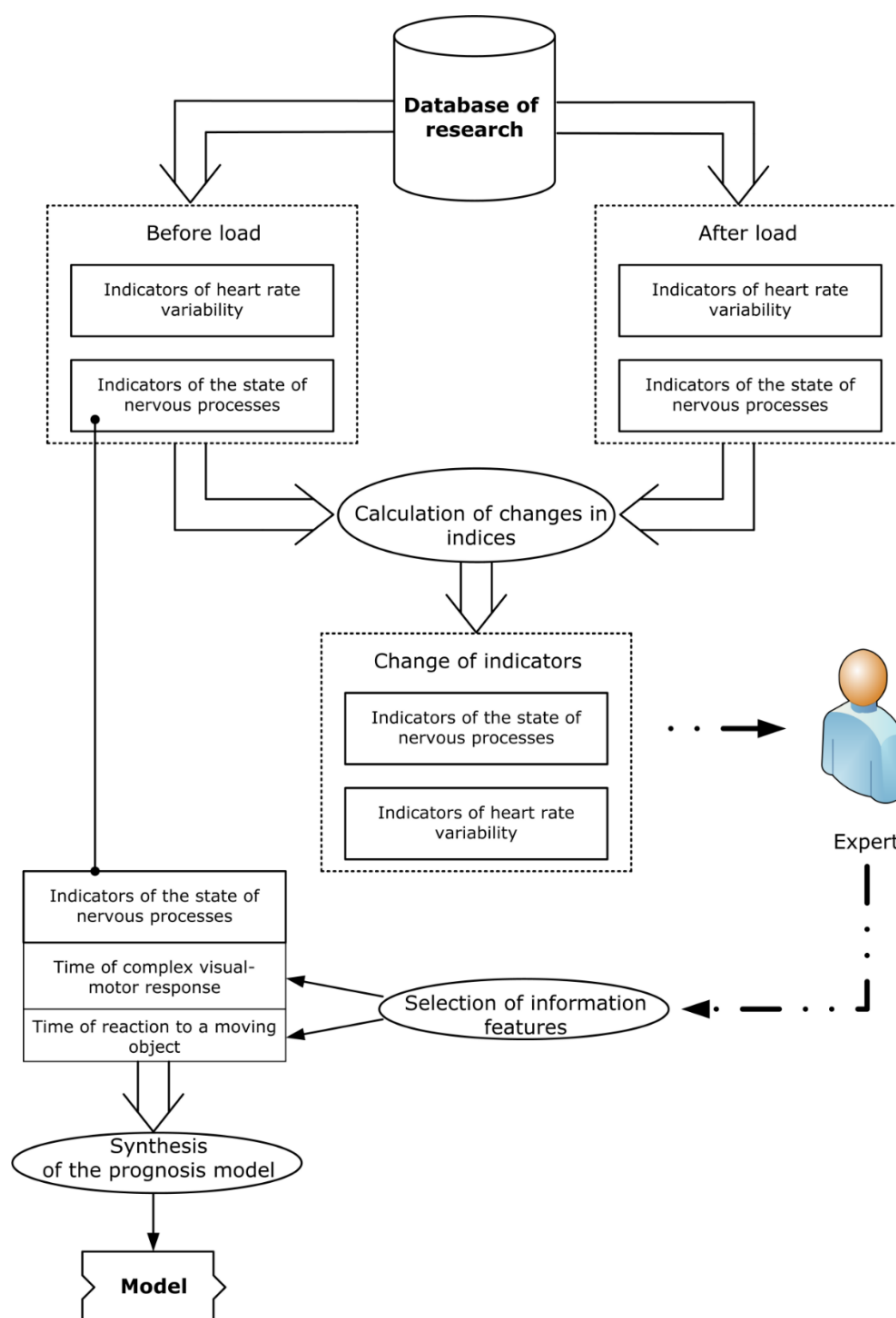 Database of
research
Before load
Indicators of heart rate
variability
Indicators of the state of
nervous processes
After load
Indicators of heart rate
variability
Indicators of the state of
nervous processes
Calculation of changes in
indices
Change of indicators
Indicators of the state of
nervous processes
Indicators of heart rate
variability
Expert
Indicators of the state of
nervous processes
Time of complex visual-
motor response
Time of reaction to a moving
object
Selection of information
features
Synthesis
of the prognosis model
Model